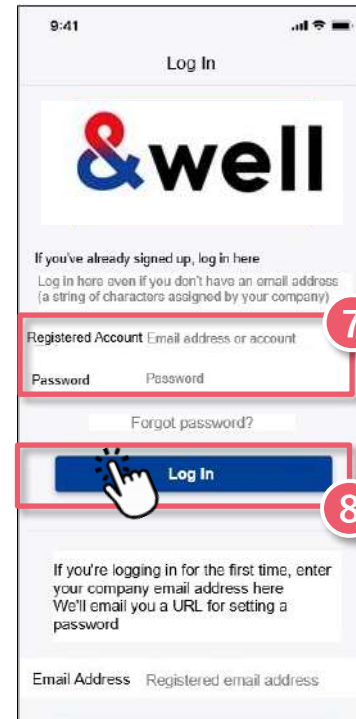 9:41
Log In
&well
If you've already signed up, log in here
Log in here even if you don't have an email address
(a string of characters assigned by your company)
7
Registered Account Email address or account
Password Password
Forgot password?
Log In
8
If you're logging in for the first time, enter
your company email address here
We'll email you a URL for setting a
password
Email Address Registered email address